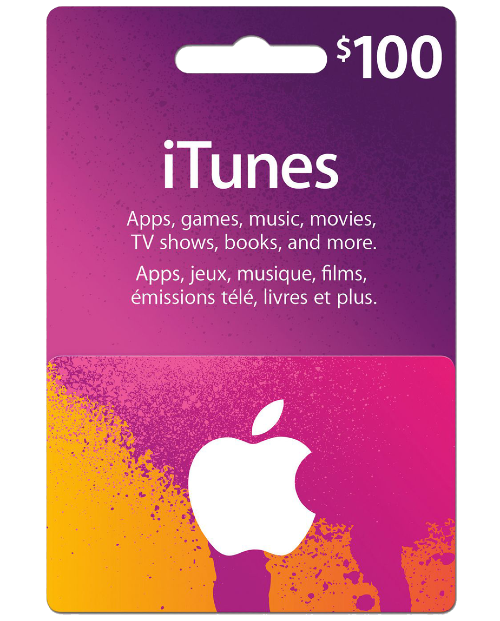 $100
iTunes
Apps, games, music, movies,
TV shows, books, and more.
Apps, jeux, musique, films,
émissions télé, livres et plus.